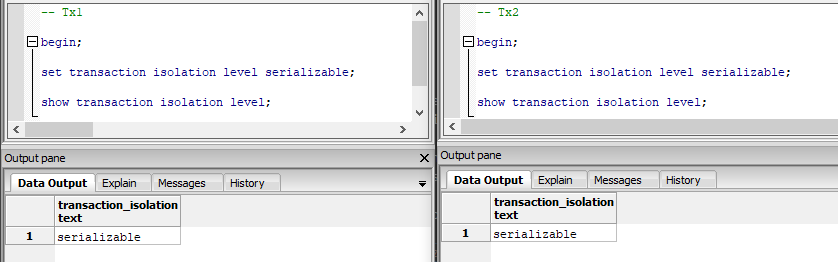 -- Tx1
begin;
set transaction isolation level serializable;
show transaction isolation level;
Output pane
Data Output Explain Messages History
transaction_isolation
text
1 serializable
-- Tx2
begin;
set transaction isolation level serializable;
show transaction isolation level;
Output pane
Data Output Explain Messages History
transaction_isolation
text
1 serializable